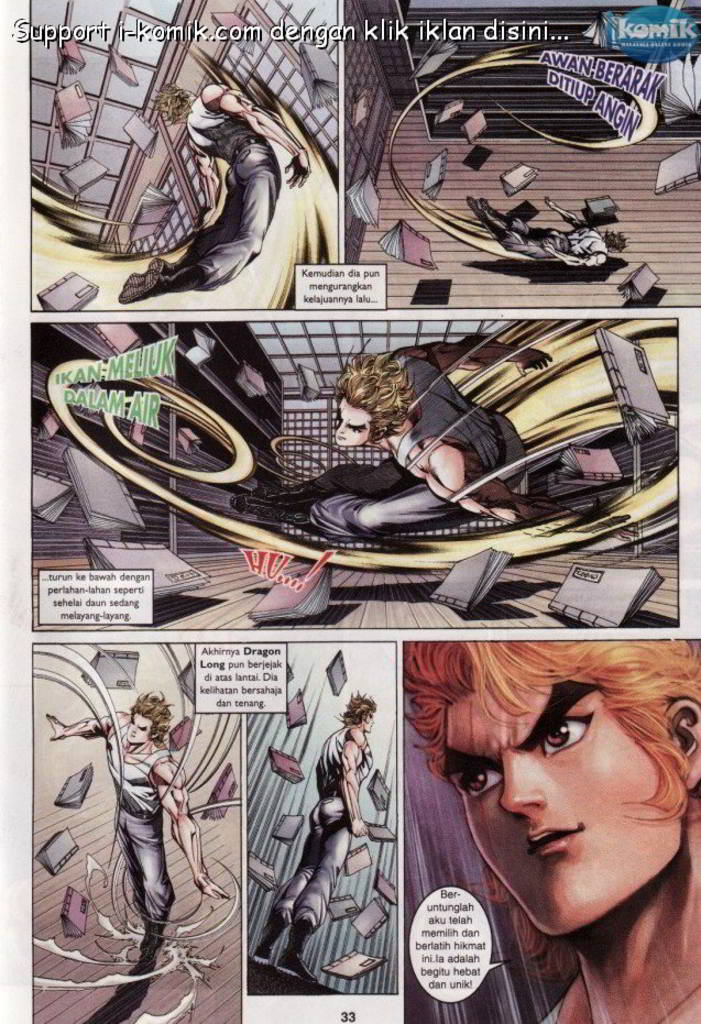 Support i-komik.com dengan klik iklan disini...
komik
AWAN BERARAK
DITIUP ANGIN
Kemudian dia pun
mengurangkan
kelajuannya lalu...
IKAN MELIUK
DALAM AIR
HU....!
...turun ke bawah dengan
perlahan-lahan seperti
sehelai daun sedang
melayang-layang.
Akhirnya Dragon
Long pun berjejak
di atas lantai. Dia
kelihatan bersahaja
dan tenang.
Ber-
untunglah
aku telah
memilih dan
berlatih hikmat
ini.Ia adalah
begitu hebat
dan unik!
33